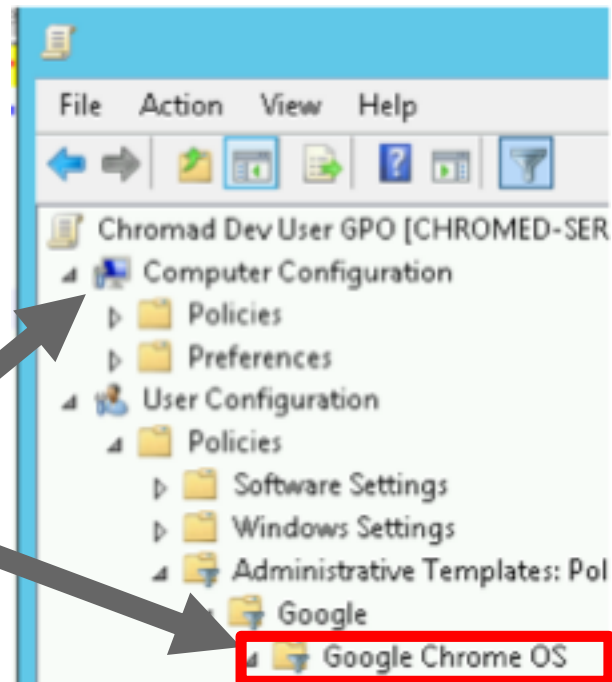 File Action View Help
Chromad Dev User GPO [CHROMED-SER
Computer Configuration
Policies
Preferences
User Configuration
Policies
Software Settings
Windows Settings
Administrative Templates: Pol
Google
Google Chrome OS